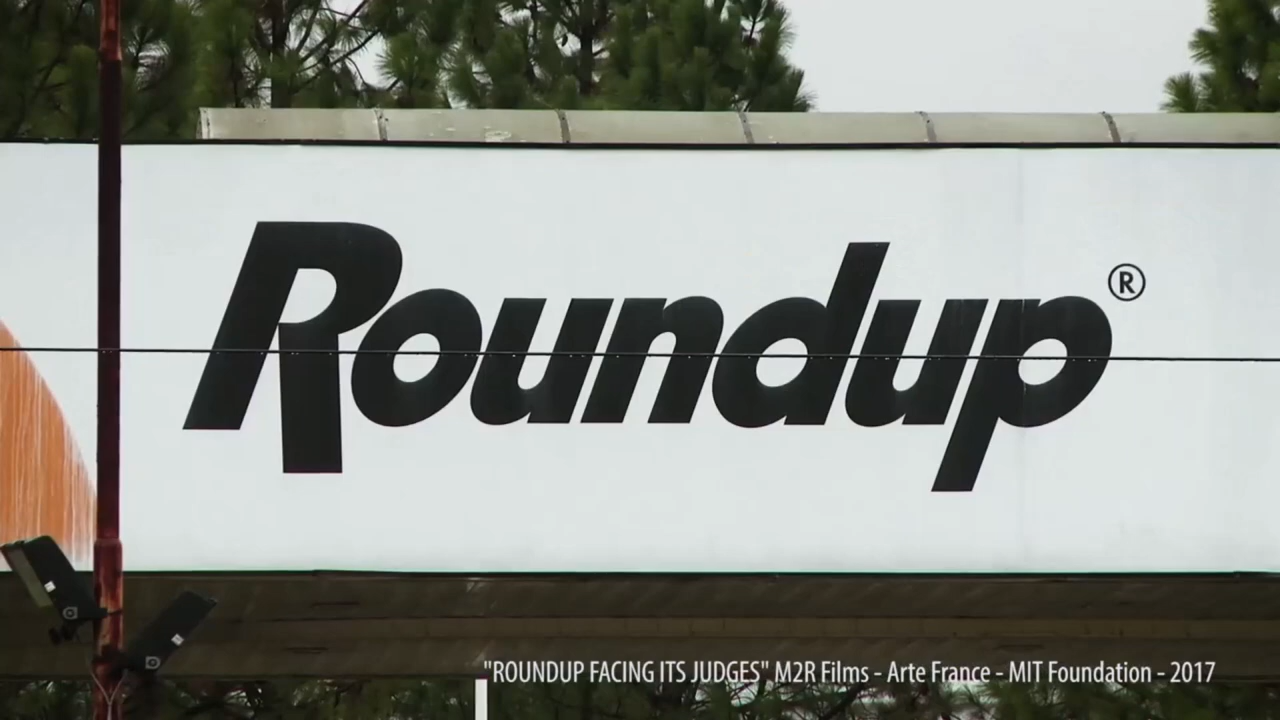 Roundup®
"ROUNDUP FACING ITS JUDGES" M2R Films - Arte France - MIT Foundation - 2017